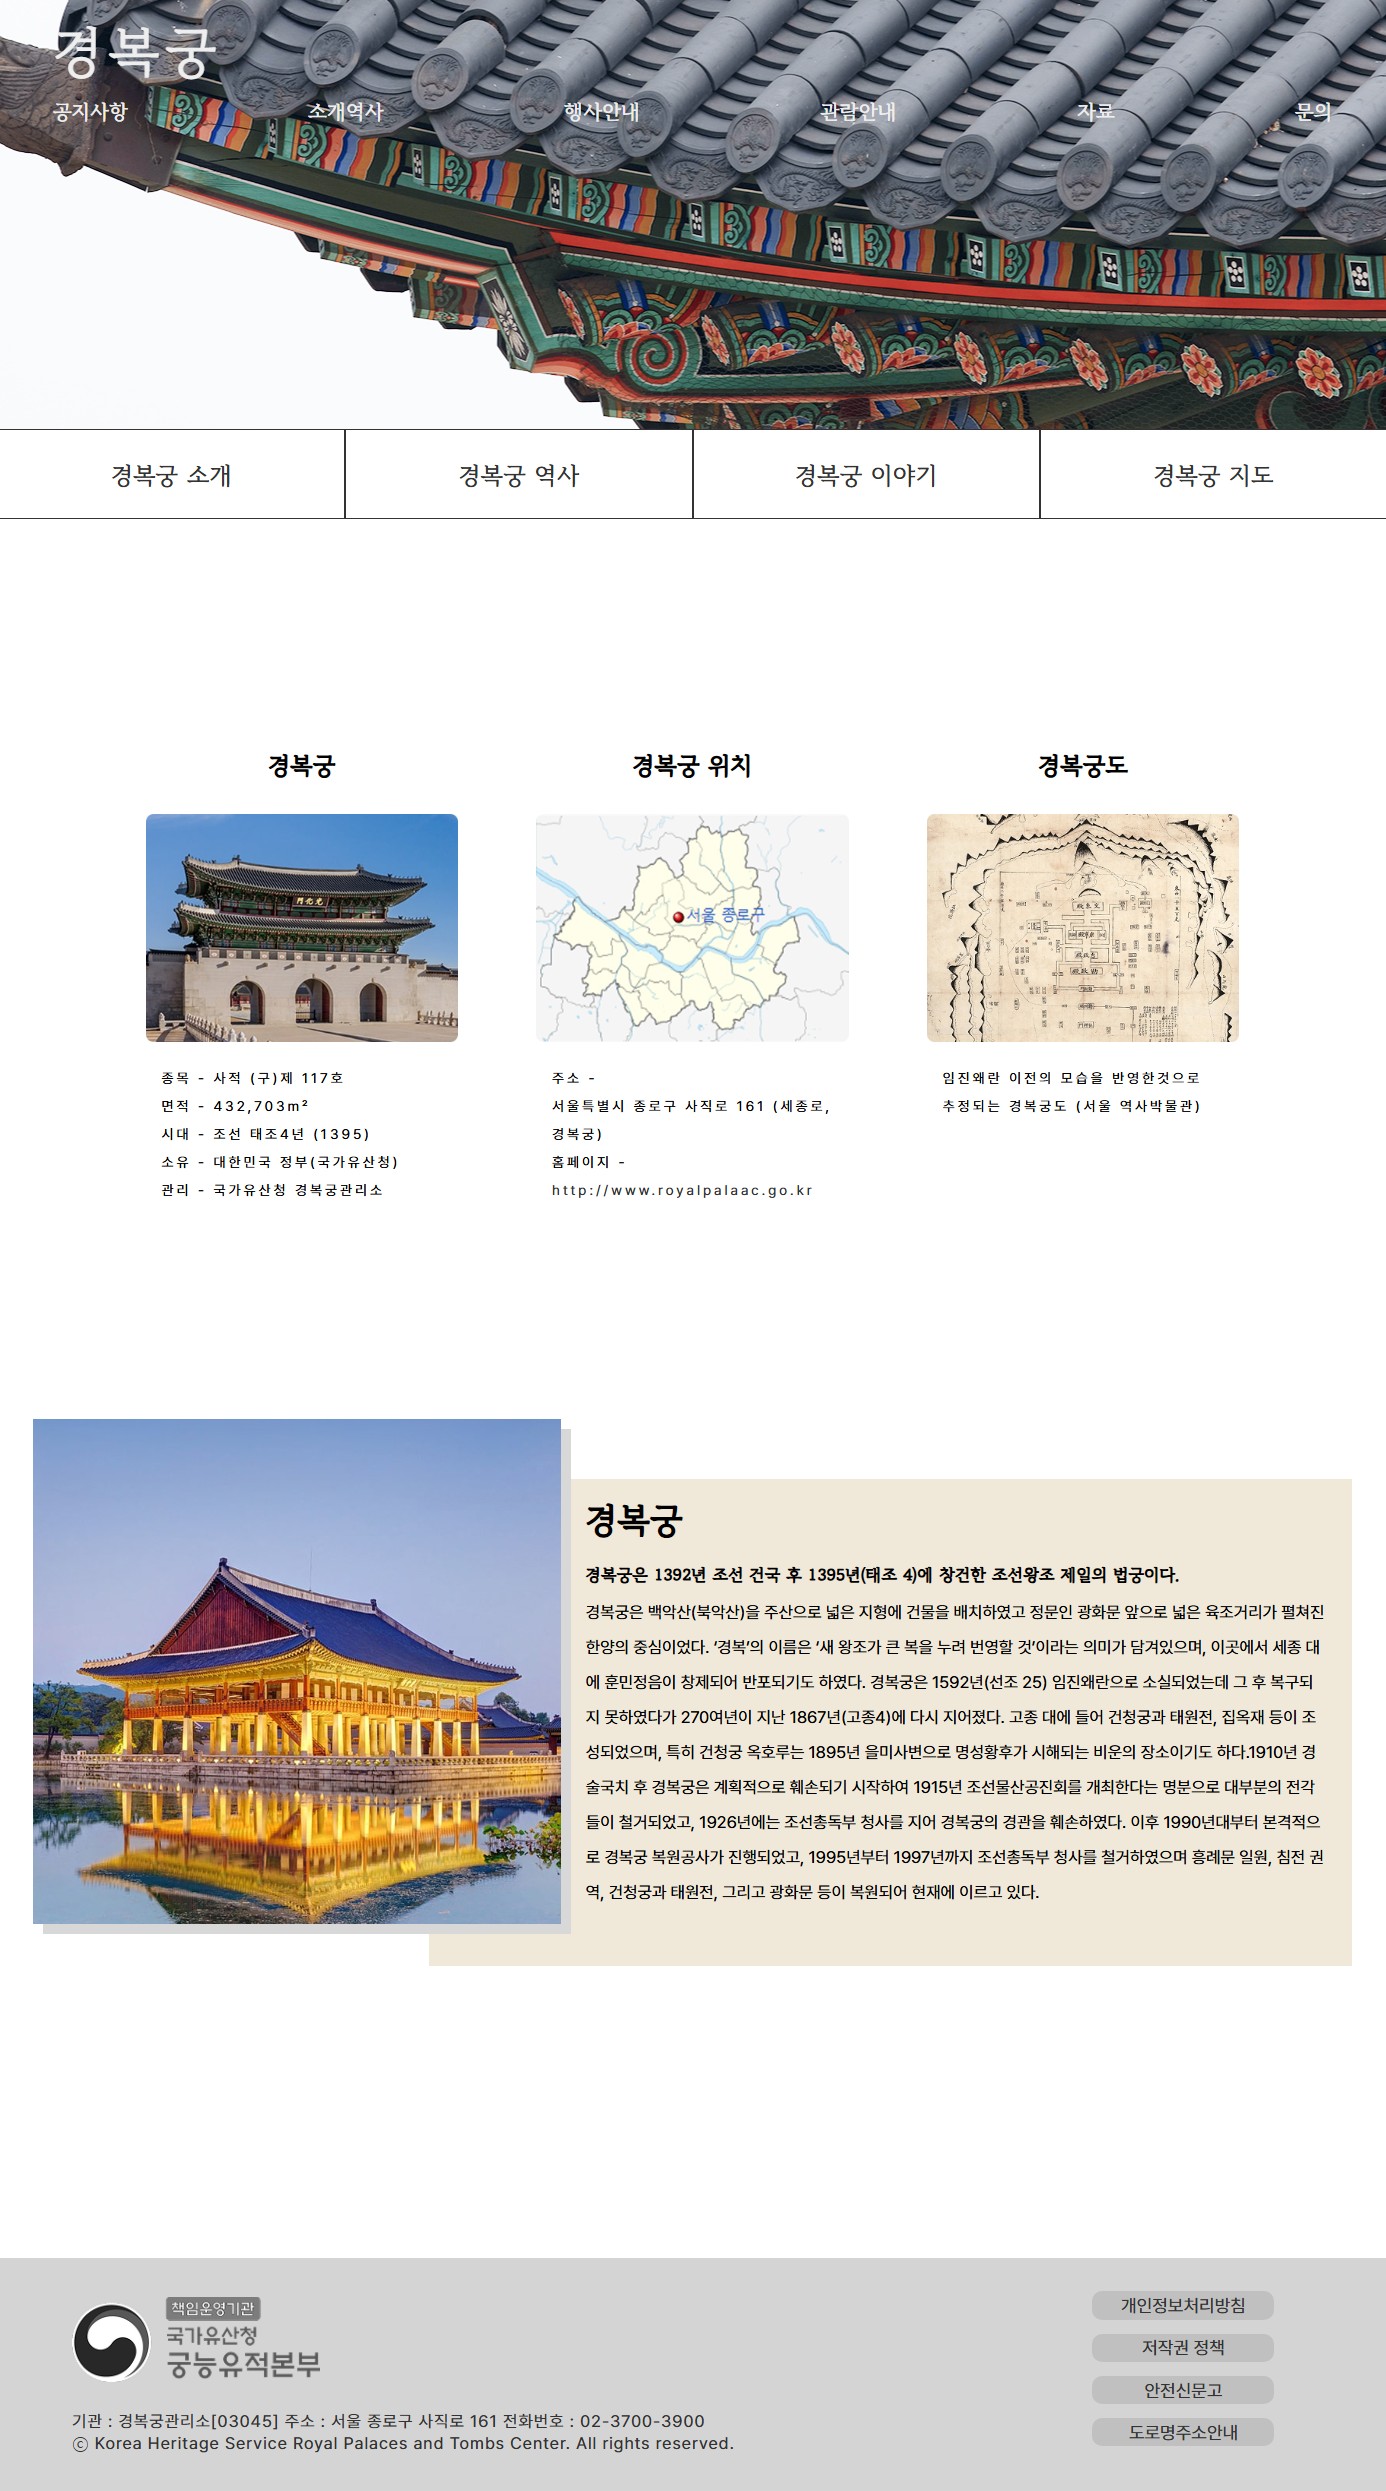 경복궁
공지사항 소개역사 행사안내 관람안내 자료 문의
경복궁 소개 경복궁 역사 경복궁 이야기 경복궁 지도
경복궁
종목 - 사적 (구)제 117호
면적 - 432,703m²
시대 - 조선 태조4년 (1395)
소유 - 대한민국 정부(국가유산청)
관리 - 국가유산청 경복궁관리소
경복궁 위치
서울 종로구
주소 -
서울특별시 종로구 사직로 161 (세종로,
경복궁)
홈페이지 -
http://www.royalpalaac.go.kr
경복궁도
임진왜란 이전의 모습을 반영한것으로
추정되는 경복궁도 (서울 역사박물관)
경복궁
경복궁은 1392년 조선 건국 후 1395년(태조 4)에 창건한 조선왕조 제일의 법궁이다.
경복궁은 백악산(북악산)을 주산으로 넓은 지형에 건물을 배치하였고 정문인 광화문 앞으로 넓은 육조거리가 펼쳐진
한양의 중심이었다. ‘경복’의 이름은 ‘새 왕조가 큰 복을 누려 번영할 것’이라는 의미가 담겨있으며, 이곳에서 세종 대
에 훈민정음이 창제되어 반포되기도 하였다. 경복궁은 1592년(선조 25) 임진왜란으로 소실되었는데 그 후 복구되
지 못하였다가 270여년이 지난 1867년(고종4)에 다시 지어졌다. 고종 대에 들어 건청궁과 태원전, 집옥재 등이 조
성되었으며, 특히 건청궁 옥호루는 1895년 을미사변으로 명성황후가 시해되는 비운의 장소이기도 하다.1910년 경
술국치 후 경복궁은 계획적으로 훼손되기 시작하여 1915년 조선물산공진회를 개최한다는 명분으로 대부분의 전각
들이 철거되었고, 1926년에는 조선총독부 청사를 지어 경복궁의 경관을 훼손하였다. 이후 1990년대부터 본격적으
로 경복궁 복원공사가 진행되었고, 1995년부터 1997년까지 조선총독부 청사를 철거하였으며 흥례문 일원, 침전 권
역, 건청궁과 태원전, 그리고 광화문 등이 복원되어 현재에 이르고 있다.
책임운영기관
국가유산청
궁능유적본부
기관 : 경복궁관리소[03045] 주소 : 서울 종로구 사직로 161 전화번호 : 02-3700-3900
ⓒ Korea Heritage Service Royal Palaces and Tombs Center. All rights reserved.
개인정보처리방침
저작권 정책
안전신문고
도로명주소안내